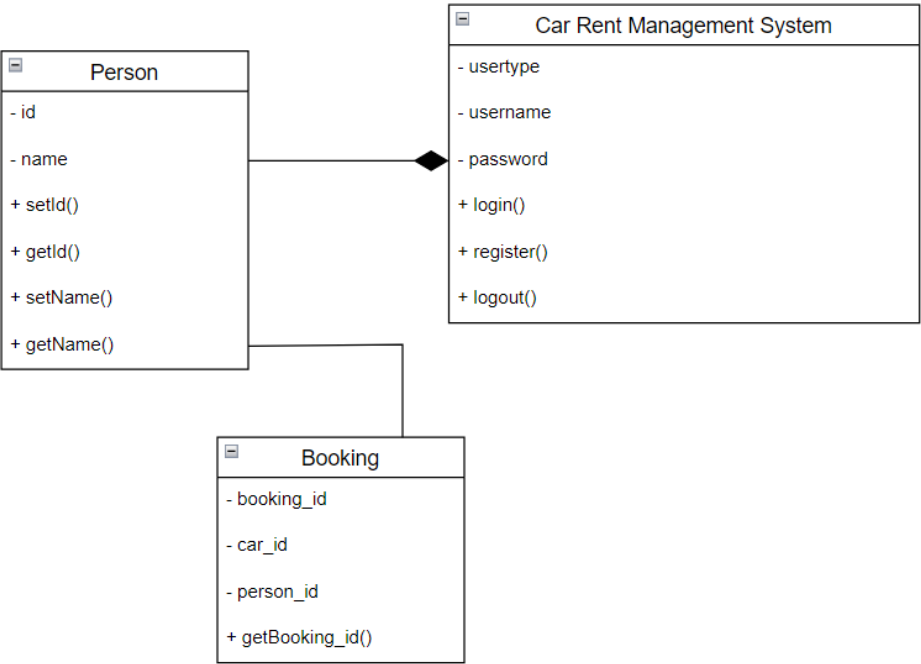 Person
- id
- name
+ setId()
+ getId()
+ setName()
+ getName()
Car Rent Management System
- usertype
- username
- password
+ login()
+ register()
+ logout()
Booking
- booking_id
- car_id
- person_id
+ getBooking_id()